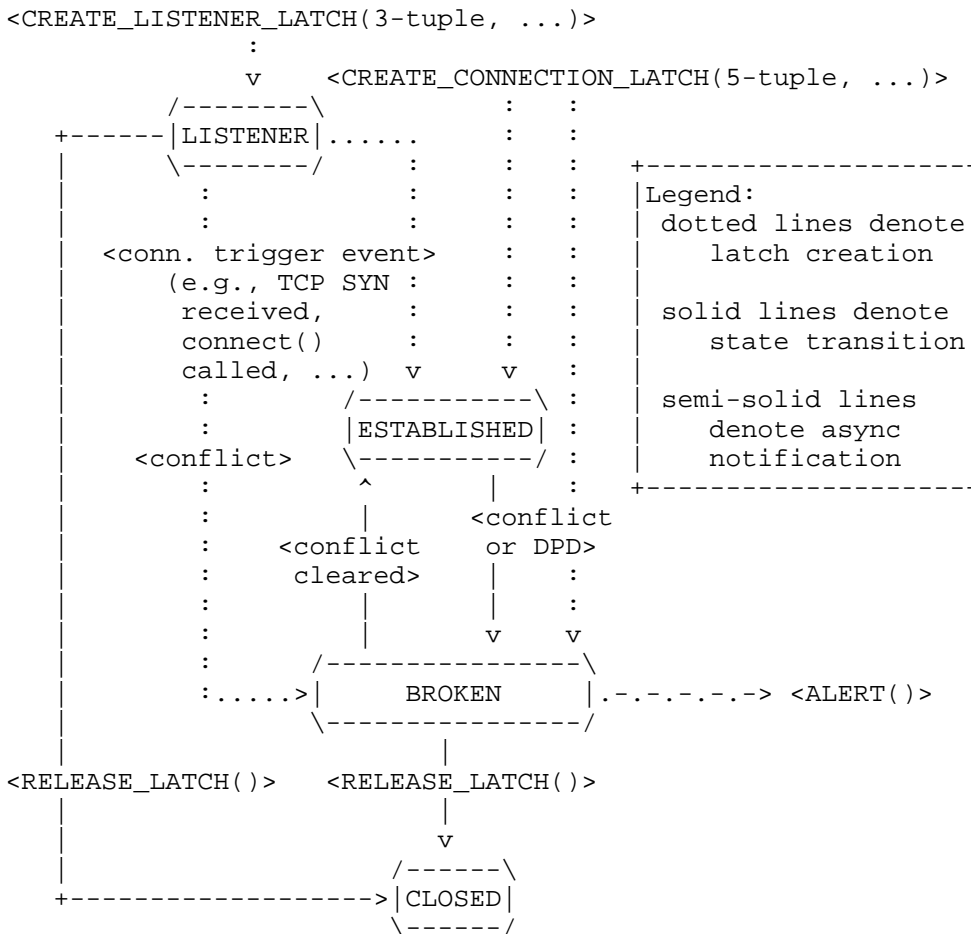 <CREATE_LISTENER_LATCH(3-tuple, ...)>
<CREATE_CONNECTION_LATCH(5-tuple, ...)>
LISTENER
Legend:
dotted lines denote
latch creation
<conn. trigger event>
(e.g., TCP SYN
received,
solid lines denote
connect()
state transition
called, ...)
semi-solid lines
ESTABLISHED
denote async
<conflict>
notification
<conflict
<conflict
or DPD>
cleared>
BROKEN
<ALERT()>
<RELEASE_LATCH()> <RELEASE_LATCH()>
CLOSED